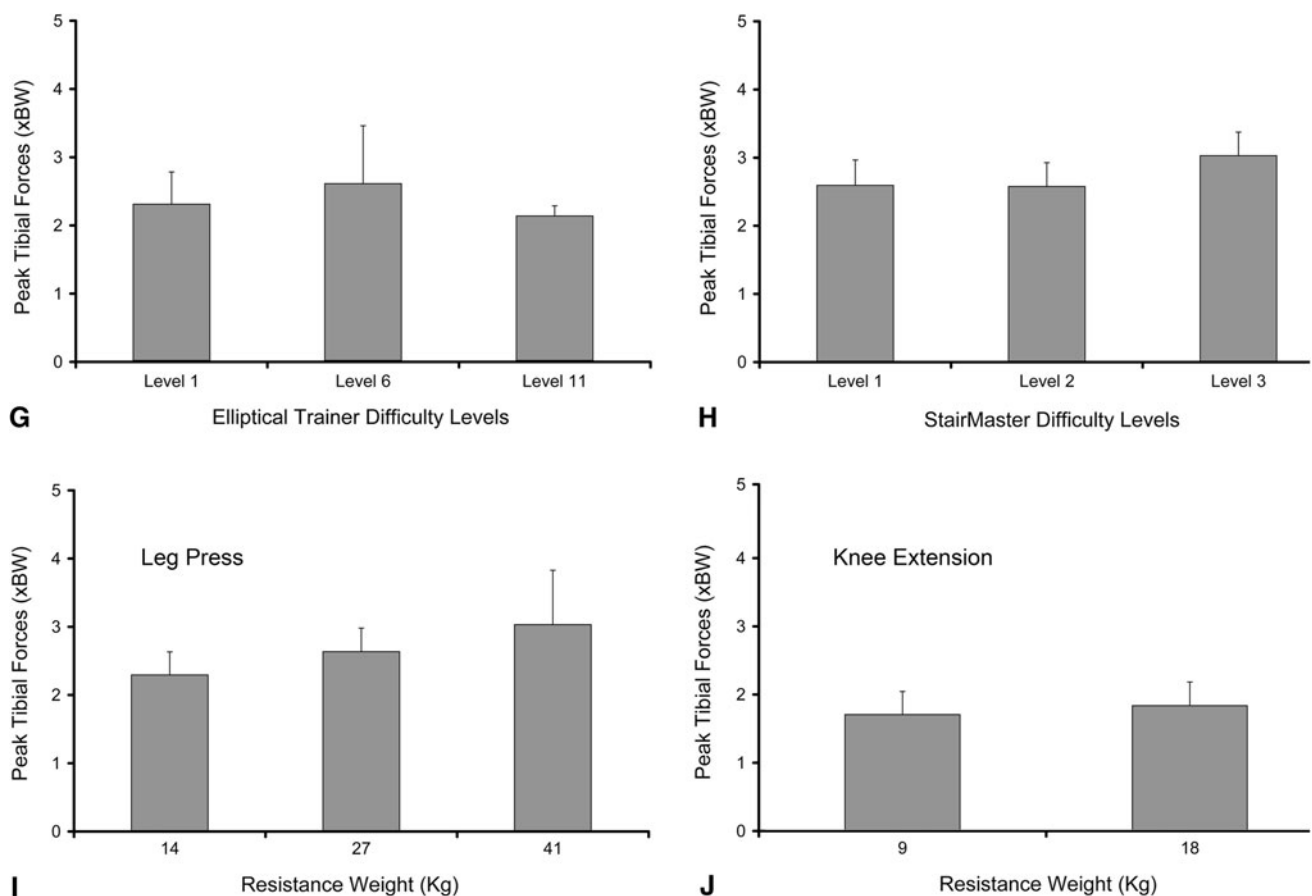 5
4
3
2
1
0
Peak Tibial Forces (xBW)
Level 1
Level 6
Level 11
Elliptical Trainer Difficulty Levels
G
5
4
3
2
1
0
Peak Tibial Forces (xBW)
Level 1
Level 2
Level 3
StairMaster Difficulty Levels
H
5
4
3
2
1
0
Peak Tibial Forces (xBW)
Leg Press
14
27
41
Resistance Weight (Kg)
I
5
4
3
2
1
0
Peak Tibial Forces (xBW)
Knee Extension
9
18
Resistance Weight (Kg)
J